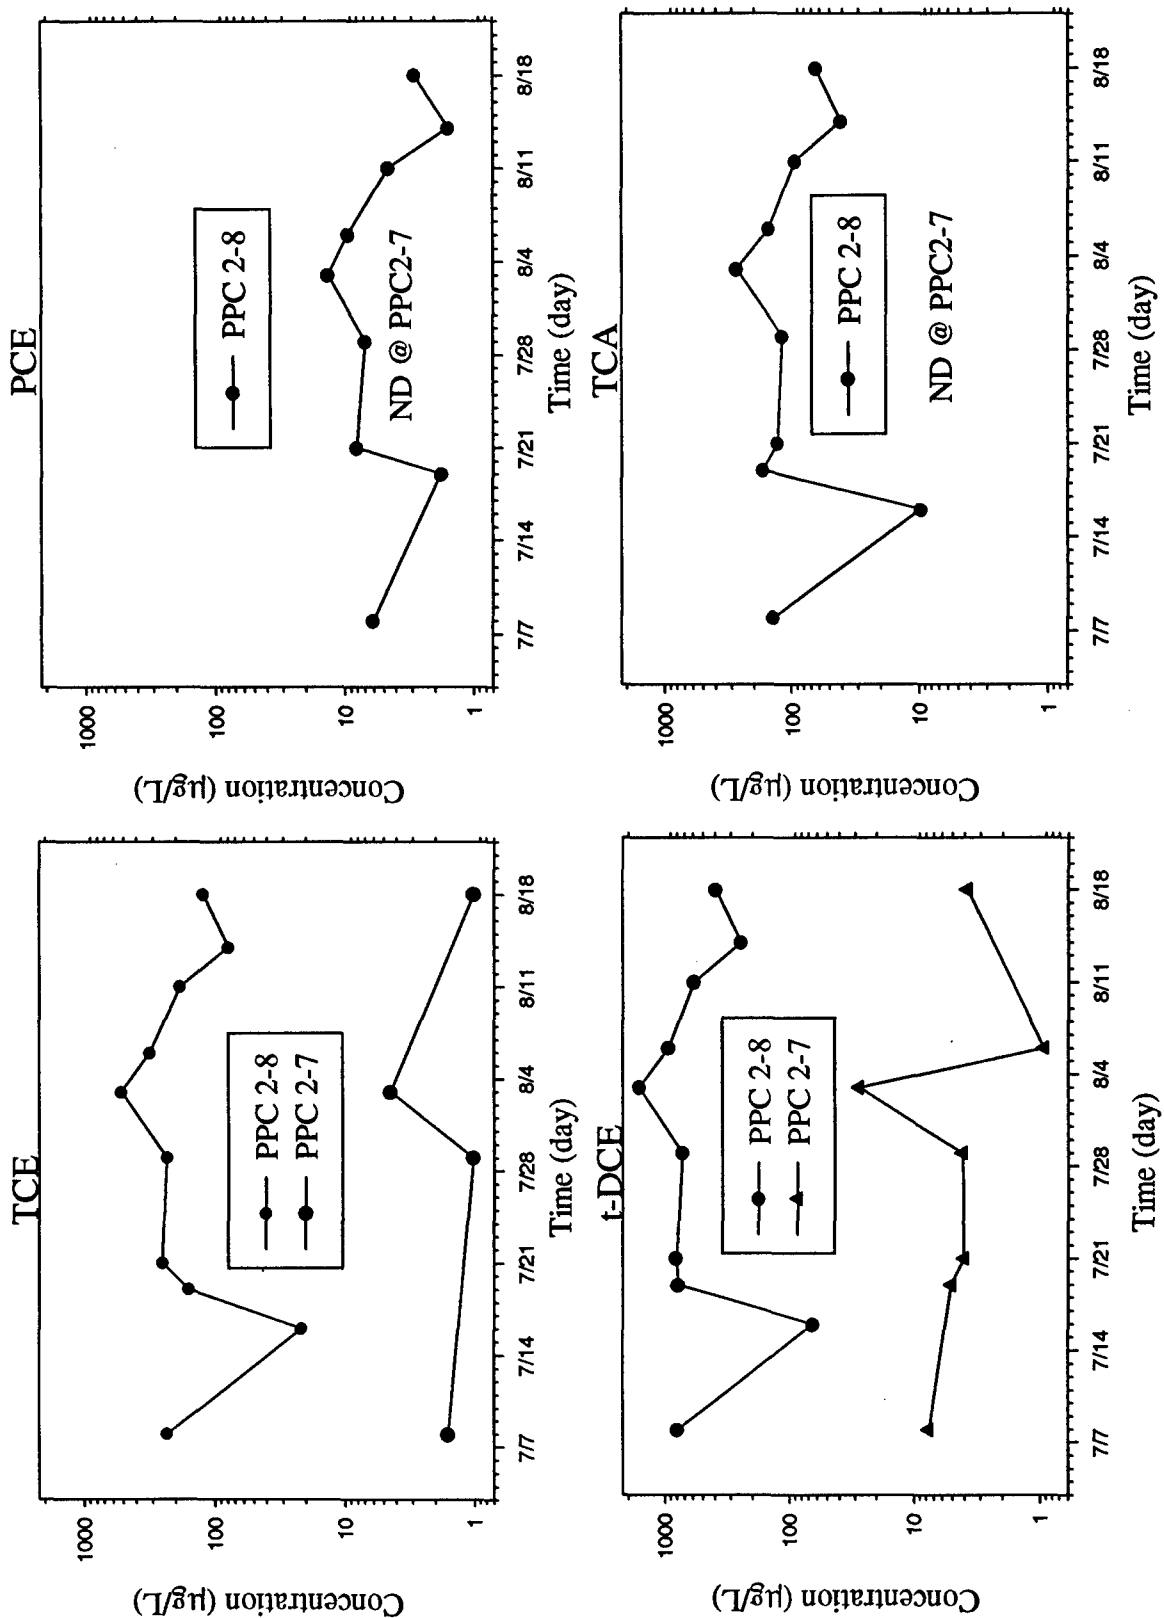 TCE
Concentration (µg/L)
1000
100
10
1
PPC 2-8
PPC 2-7
7/7
7/14
7/21
7/28
8/4
8/11
8/18
Time (day)
PCE
Concentration (µg/L)
1000
100
10
1
PPC 2-8
ND @ PPC2-7
7/7
7/14
7/21
7/28
8/4
8/11
8/18
Time (day)
t-DCE
Concentration (µg/L)
1000
100
10
1
PPC 2-8
PPC 2-7
7/7
7/14
7/21
7/28
8/4
8/11
8/18
Time (day)
TCA
Concentration (µg/L)
1000
100
10
1
PPC 2-8
ND @ PPC2-7
7/7
7/14
7/21
7/28
8/4
8/11
8/18
Time (day)